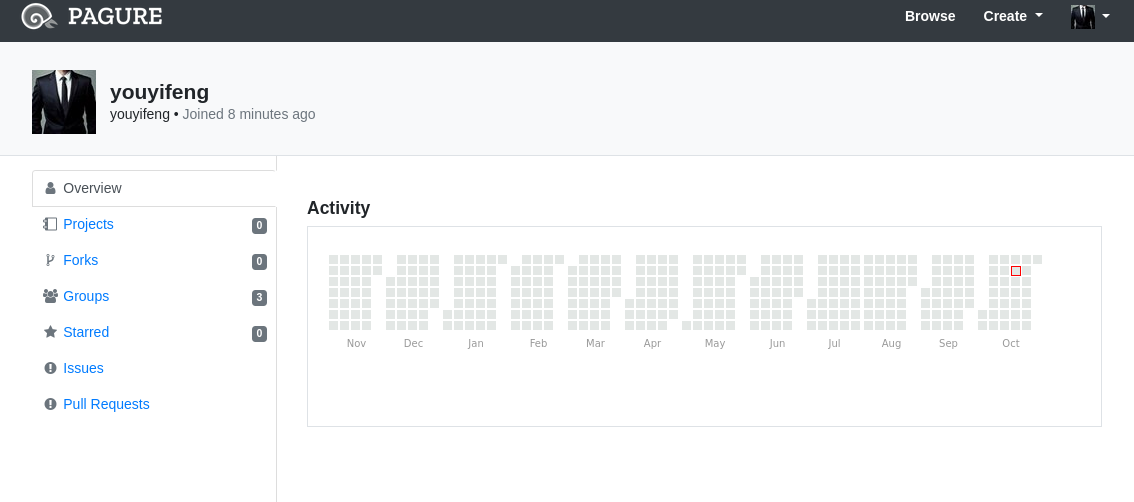 PAGURE
Browse Create
youyifeng
youyifeng • Joined 8 minutes ago
Overview
Projects 0
Forks 0
Groups 3
Starred 0
Issues
Pull Requests
Activity
Nov Dec Jan Feb Mar Apr May Jun Jul Aug Sep Oct